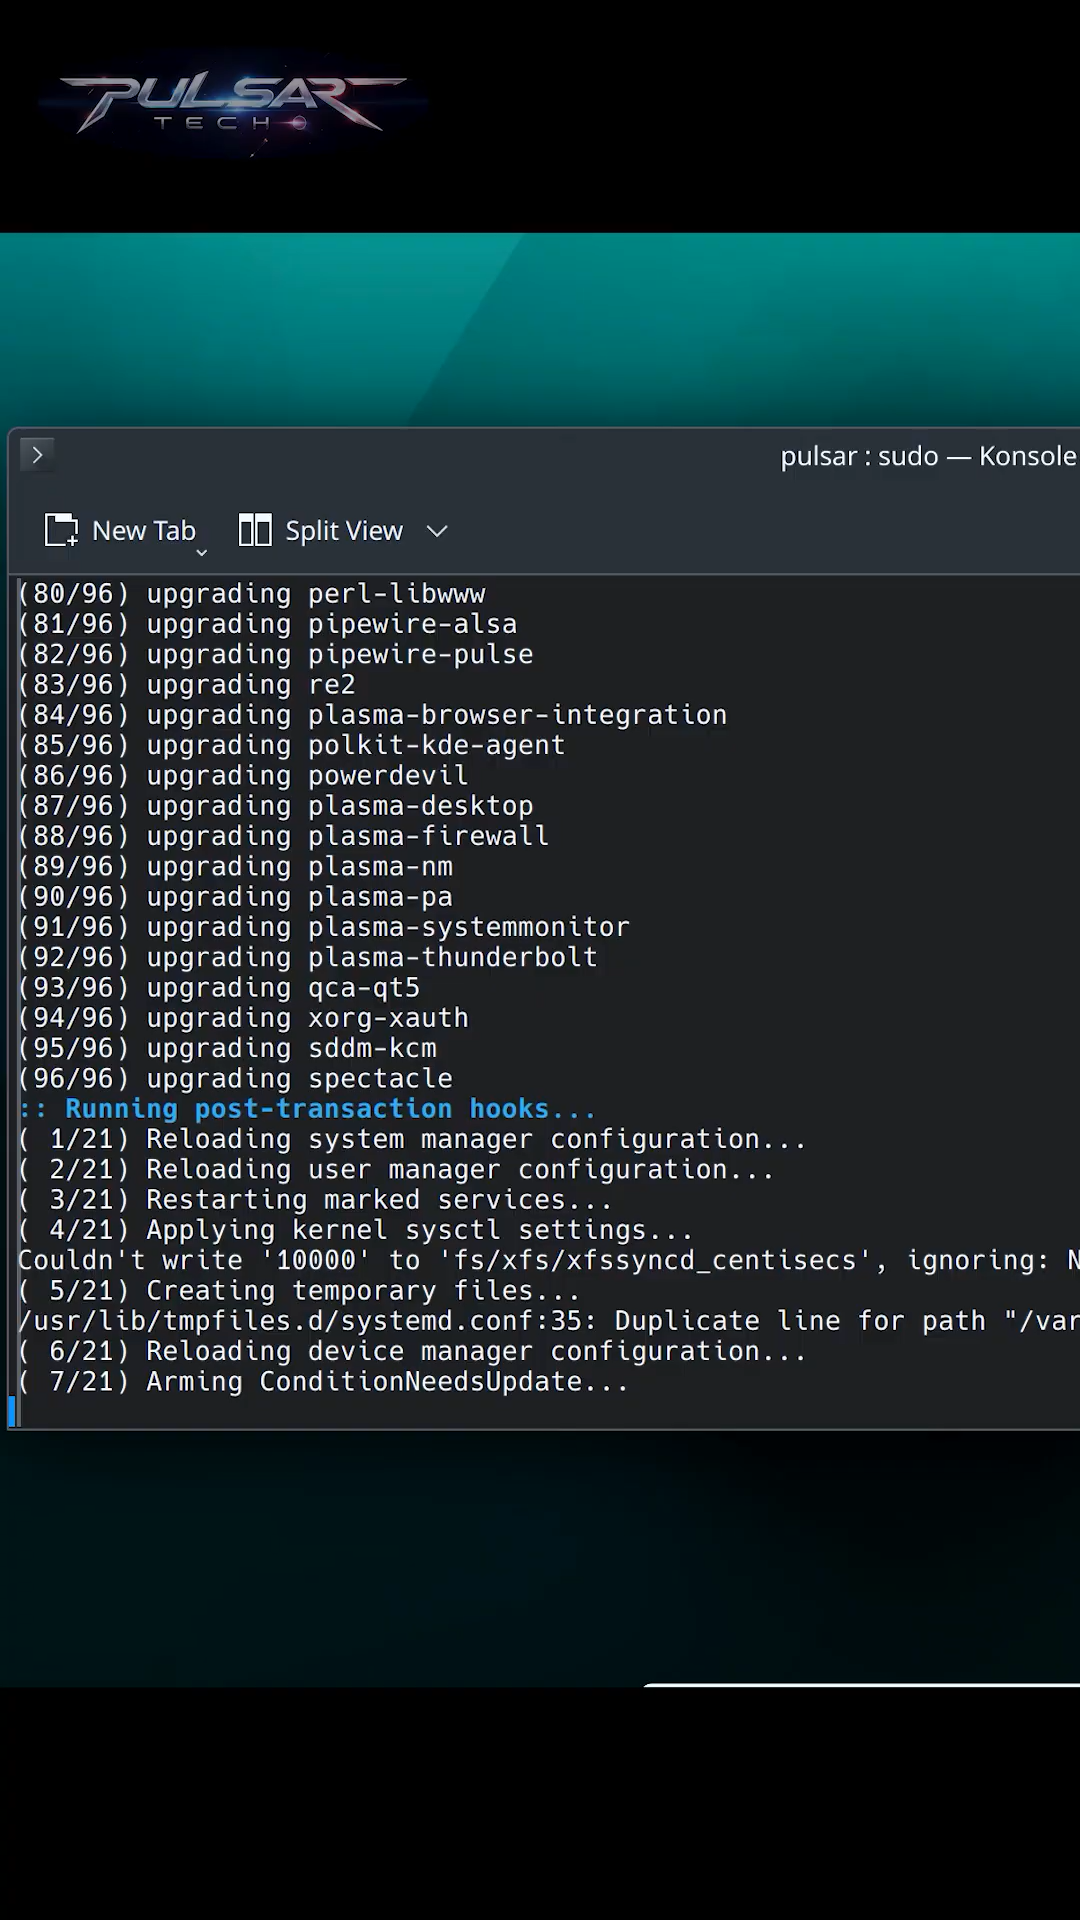 PULSAR
TECH
pulsar : sudo — Konsole
New Tab
Split View
(80/96) upgrading perl-libwww
(81/96) upgrading pipewire-alsa
(82/96) upgrading pipewire-pulse
(83/96) upgrading re2
(84/96) upgrading plasma-browser-integration
(85/96) upgrading polkit-kde-agent
(86/96) upgrading powerdevil
(87/96) upgrading plasma-desktop
(88/96) upgrading plasma-firewall
(89/96) upgrading plasma-nm
(90/96) upgrading plasma-pa
(91/96) upgrading plasma-systemmonitor
(92/96) upgrading plasma-thunderbolt
(93/96) upgrading qca-qt5
(94/96) upgrading xorg-xauth
(95/96) upgrading sddm-kcm
(96/96) upgrading spectacle
:: Running post-transaction hooks...
( 1/21) Reloading system manager configuration...
( 2/21) Reloading user manager configuration...
( 3/21) Restarting marked services...
( 4/21) Applying kernel sysctl settings...
Couldn't write '10000' to 'fs/xfs/xfssyncd_centisecs', ignoring: N
( 5/21) Creating temporary files...
/usr/lib/tmpfiles.d/systemd.conf:35: Duplicate line for path "/var
( 6/21) Reloading device manager configuration...
( 7/21) Arming ConditionNeedsUpdate...